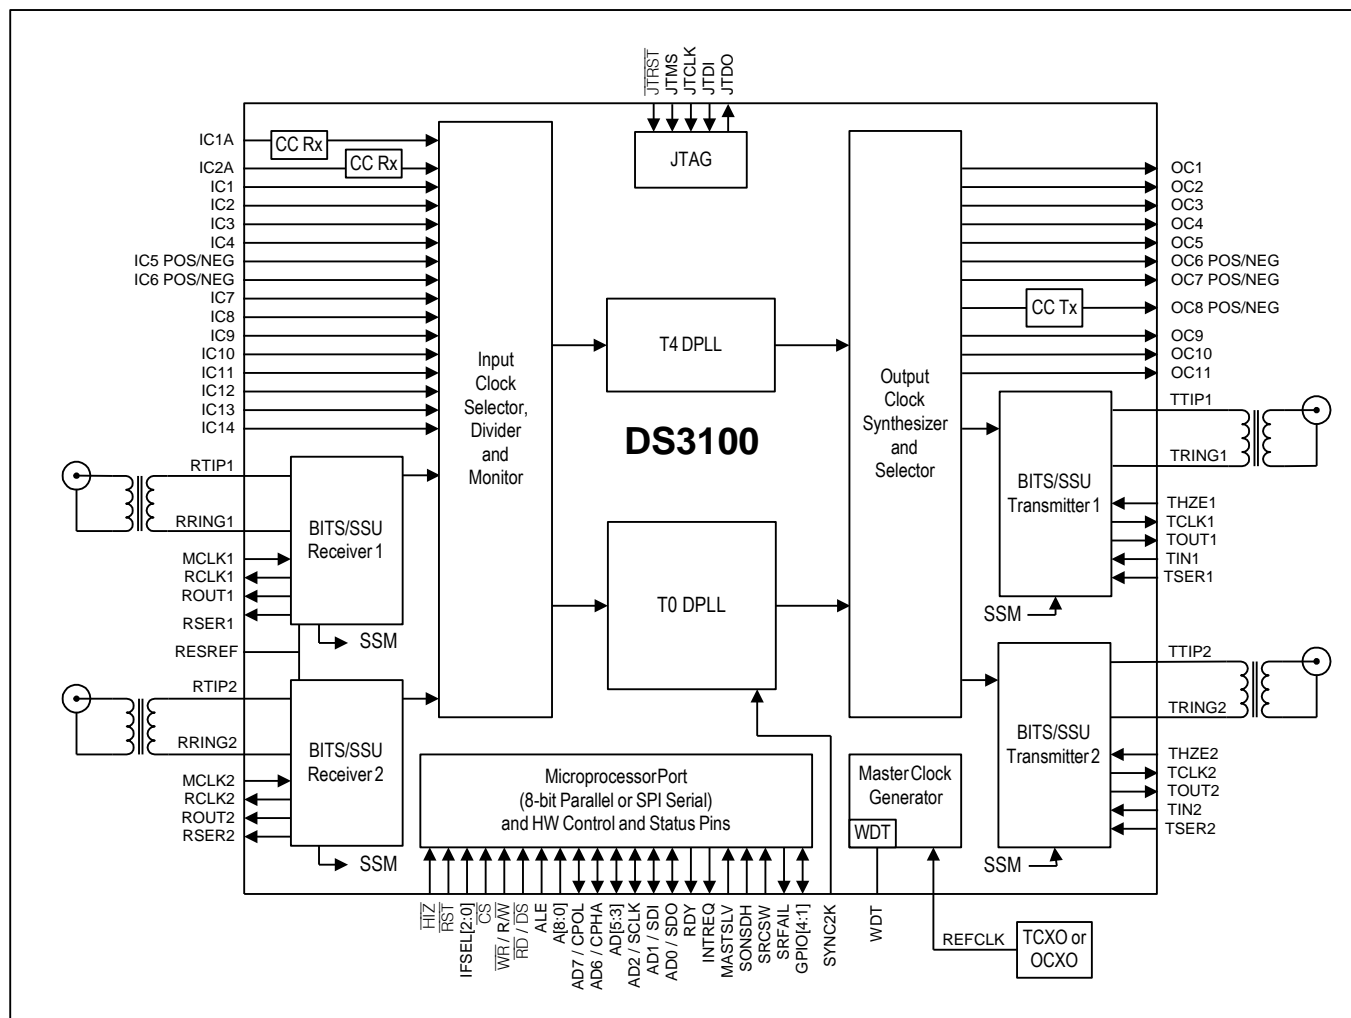 JTRST
JTMS
JTCLK
JTDI
JTDO
JTAG
IC1A
CC Rx
IC2A
CC Rx
IC1
IC2
IC3
IC4
IC5 POS/NEG
IC6 POS/NEG
IC7
IC8
IC9
IC10
IC11
IC12
IC13
IC14
Input
Clock
Selector,
Divider
and
Monitor
T4 DPLL
DS3100
T0 DPLL
Output
Clock
Synthesizer
and
Selector
OC1
OC2
OC3
OC4
OC5
OC6 POS/NEG
OC7 POS/NEG
CC Tx
OC8 POS/NEG
OC9
OC10
OC11
RTIP1
RRING1
MCLK1
RCLK1
ROUT1
RSER1
BITS/SSU
Receiver 1
SSM
RESREF
RTIP2
RRING2
MCLK2
RCLK2
ROUT2
RSER2
BITS/SSU
Receiver 2
SSM
TTIP1
TRING1
BITS/SSU
Transmitter 1
THZE1
TCLK1
TOUT1
TIN1
TSER1
SSM
TTIP2
TRING2
BITS/SSU
Transmitter 2
THZE2
TCLK2
TOUT2
TIN2
TSER2
SSM
Microprocessor Port
(8-bit Parallel or SPI Serial)
and HW Control and Status Pins
Master Clock
Generator
WDT
HIZ
RST
IFSEL[2:0]
CS
WR / R/W
RD / DS
ALE
A[8:0]
AD7 / CPOL
AD6 / CPHA
AD[5:3]
AD2 / SCLK
AD1 / SDI
AD0 / SDO
RDY
INTREQ
MASTSLV
SONSDH
SRCSW
SRFAIL
GPIO[4:1]
SYNC2K
WDT
REFCLK
TCXO or
OCXO